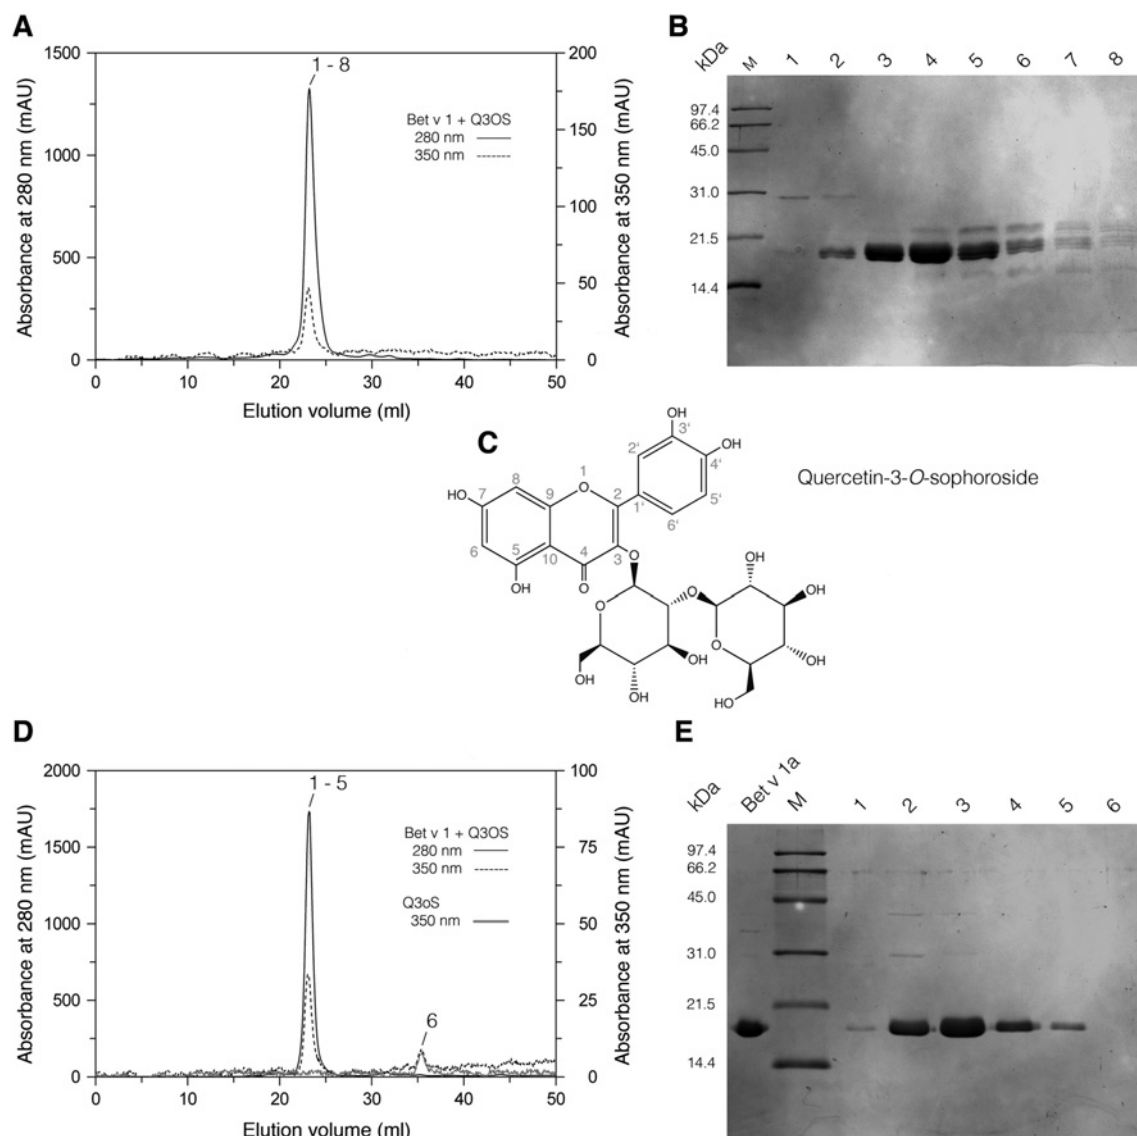 A
1500
1000
500
0
Absorbance at 280 nm (mAU)
200
150
100
50
0
Absorbance at 350 nm (mAU)
1 - 8
Bet v 1 + Q3OS
280 nm
350 nm
0 10 20 30 40 50
Elution volume (ml)
B
kDa M 1 2 3 4 5 6 7 8
97.4
66.2
45.0
31.0
21.5
14.4
C
Quercetin-3-O-sophoroside
OH
3'
2'
OH
4'
8
1
O
HO
7
9
2
1'
5'
6'
6
5
10
4
3
O
OH
O
OH
O
O
OH
OH
OH
OH
O
OH
HO
D
2000
1500
1000
500
0
Absorbance at 280 nm (mAU)
100
75
50
25
0
Absorbance at 350 nm (mAU)
1 - 5
Bet v 1 + Q3OS
280 nm
350 nm
Q3oS
350 nm
6
0 10 20 30 40 50
Elution volume (ml)
E
kDa Bet v 1a M 1 2 3 4 5 6
97.4
66.2
45.0
31.0
21.5
14.4